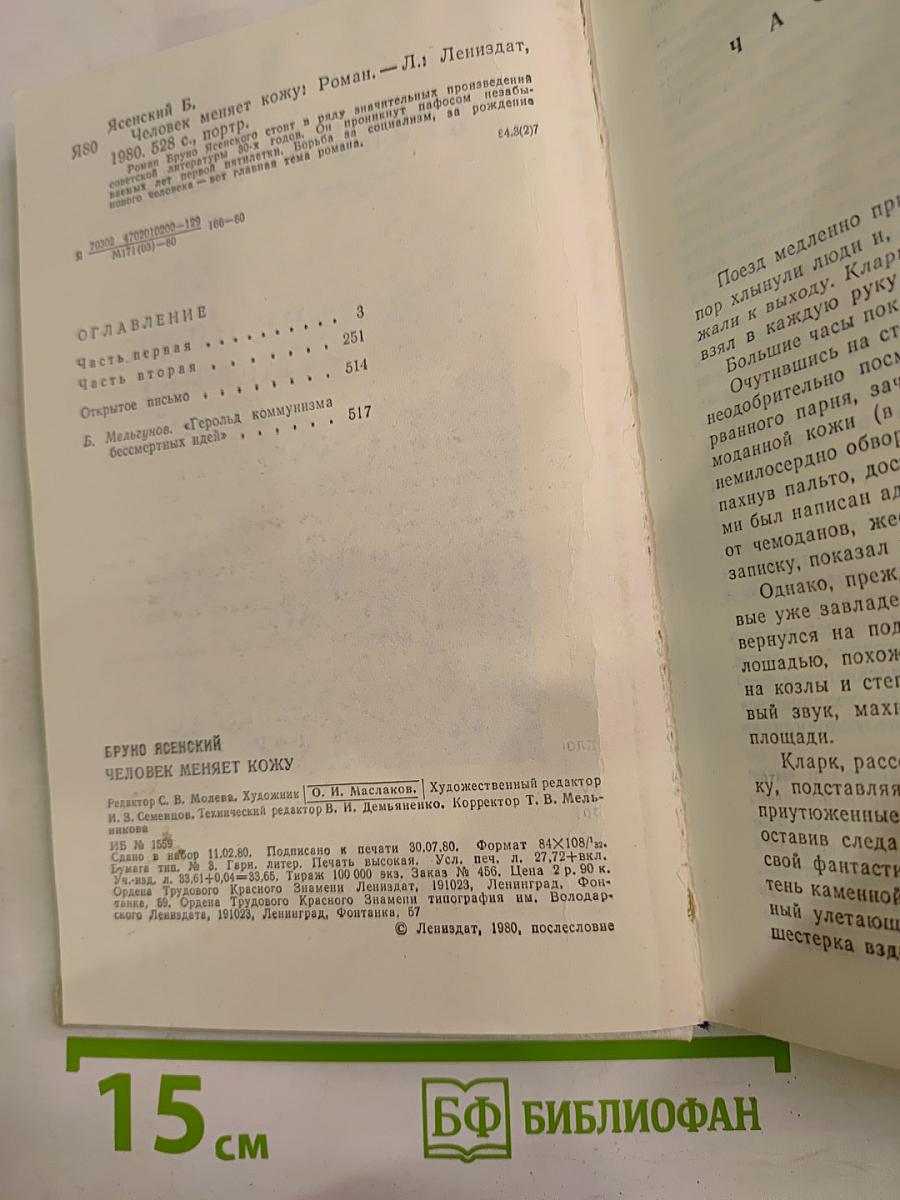 Ясенский Б.
Я80 Человек меняет кожу: Роман. — Л.: Лениздат,
1980. 528 с., портр.
Роман Бруно Ясенского стоит в ряду значительных произведений
советской литературы 30-х годов. Он проникнут пафосом незабы-
ваемых лет первой пятилетки. Борьба за социализм, за рождение
нового человека — вот главная тема романа.
84.3(2)7
Я 70302 4702010200—129
М171(03)—80 166—80
ОГЛАВЛЕНИЕ
Часть первая . . . . . . . . . . 3
Часть вторая . . . . . . . . 251
Открытое письмо . . . . . . . 514
Б. Мельгунов. «Герольд коммунизма
бессмертных идей» . . . . . . 517
БРУНО ЯСЕНСКИЙ
ЧЕЛОВЕК МЕНЯЕТ КОЖУ
Редактор С. В. Молева. Художник О. И. Маслаков. Художественный редактор
И. З. Семенцов. Технический редактор В. И. Демьяненко. Корректор Т. В. Мель-
никова
ИБ № 1559
Сдано в набор 11.02.80. Подписано к печати 30.07.80. Формат 84×108/¹₃₂.
Бумага тип. № 3. Гарн. литер. Печать высокая. Усл. печ. л. 27,72+вкл.
Уч.-изд. л. 33,61+0,04=33,65. Тираж 100 000 экз. Заказ № 456. Цена 2 р. 90 к.
Ордена Трудового Красного Знамени Лениздат, 191023, Ленинград, Фон-
танка, 59. Ордена Трудового Красного Знамени типография им. Володар-
ского Лениздата, 191023, Ленинград, Фонтанка, 57
© Лениздат, 1980, послесловие
Ч А С
Поезд медленно
пор хлынули люди и,
жали к выходу.
взял в каждую руку
Большие часы
Очутившись на
неодобрительно
рванного парня,
моданной кожи (в
немилосердно
пахнув пальто,
ми был написан
от чемоданов,
записку, показал
Однако,
вые уже
вернулся на
лошадью,
на козлы и
вый звук,
площади.
Кларк,
ку, подставляя
приутюженные
оставив следа
свой
тень каменной
ный
шестерка
15 см
БФ БИБЛИОФАН